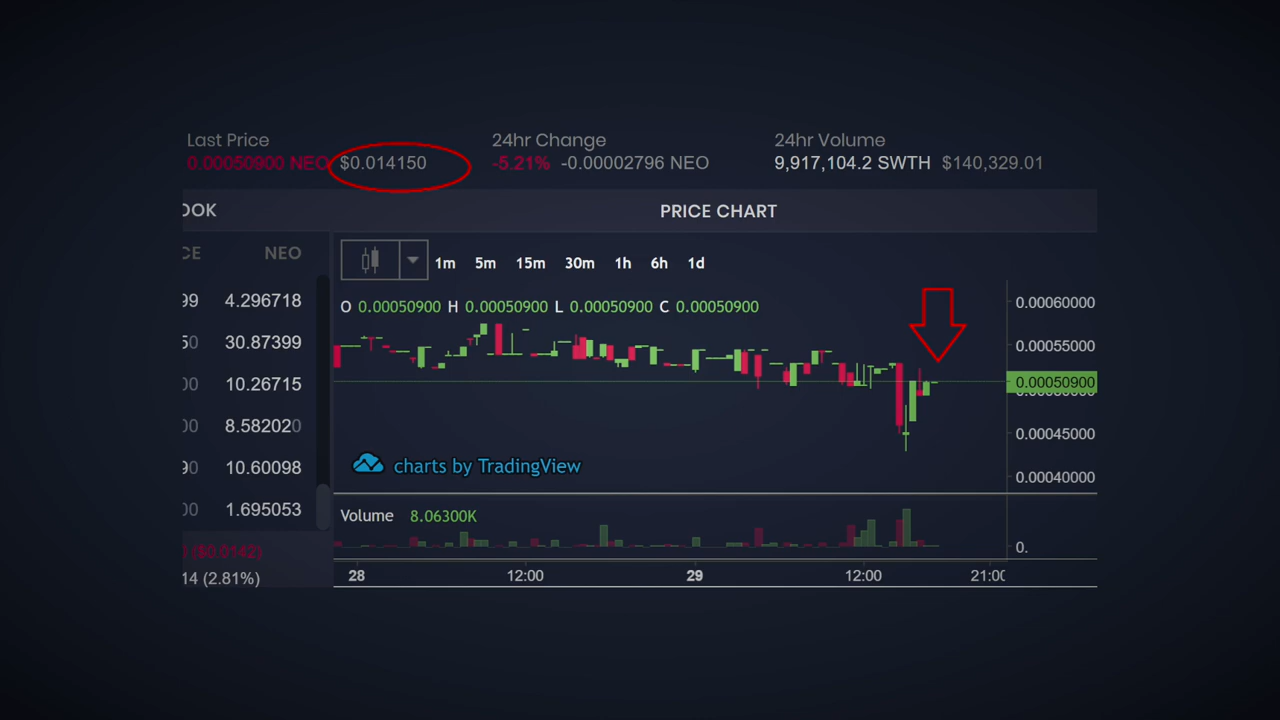 Last Price 24hr Change 24hr Volume
0.00050900 NEO $0.014150 -5.21% -0.00002796 NEO 9,917,104.2 SWTH $140,329.01
OOK PRICE CHART
CE NEO
1m 5m 15m 30m 1h 6h 1d
99 4.296718
O 0.00050900 H 0.00050900 L 0.00050900 C 0.00050900
0.00060000
50 30.87399
0.00055000
00 10.26715
0.00050900
00 8.582020
0.00045000
90 10.60098
charts by TradingView
0.00040000
00 1.695053
Volume 8.06300K
($0.0142)
0.
14 (2.81%)
28 12:00 29 12:00 21:00